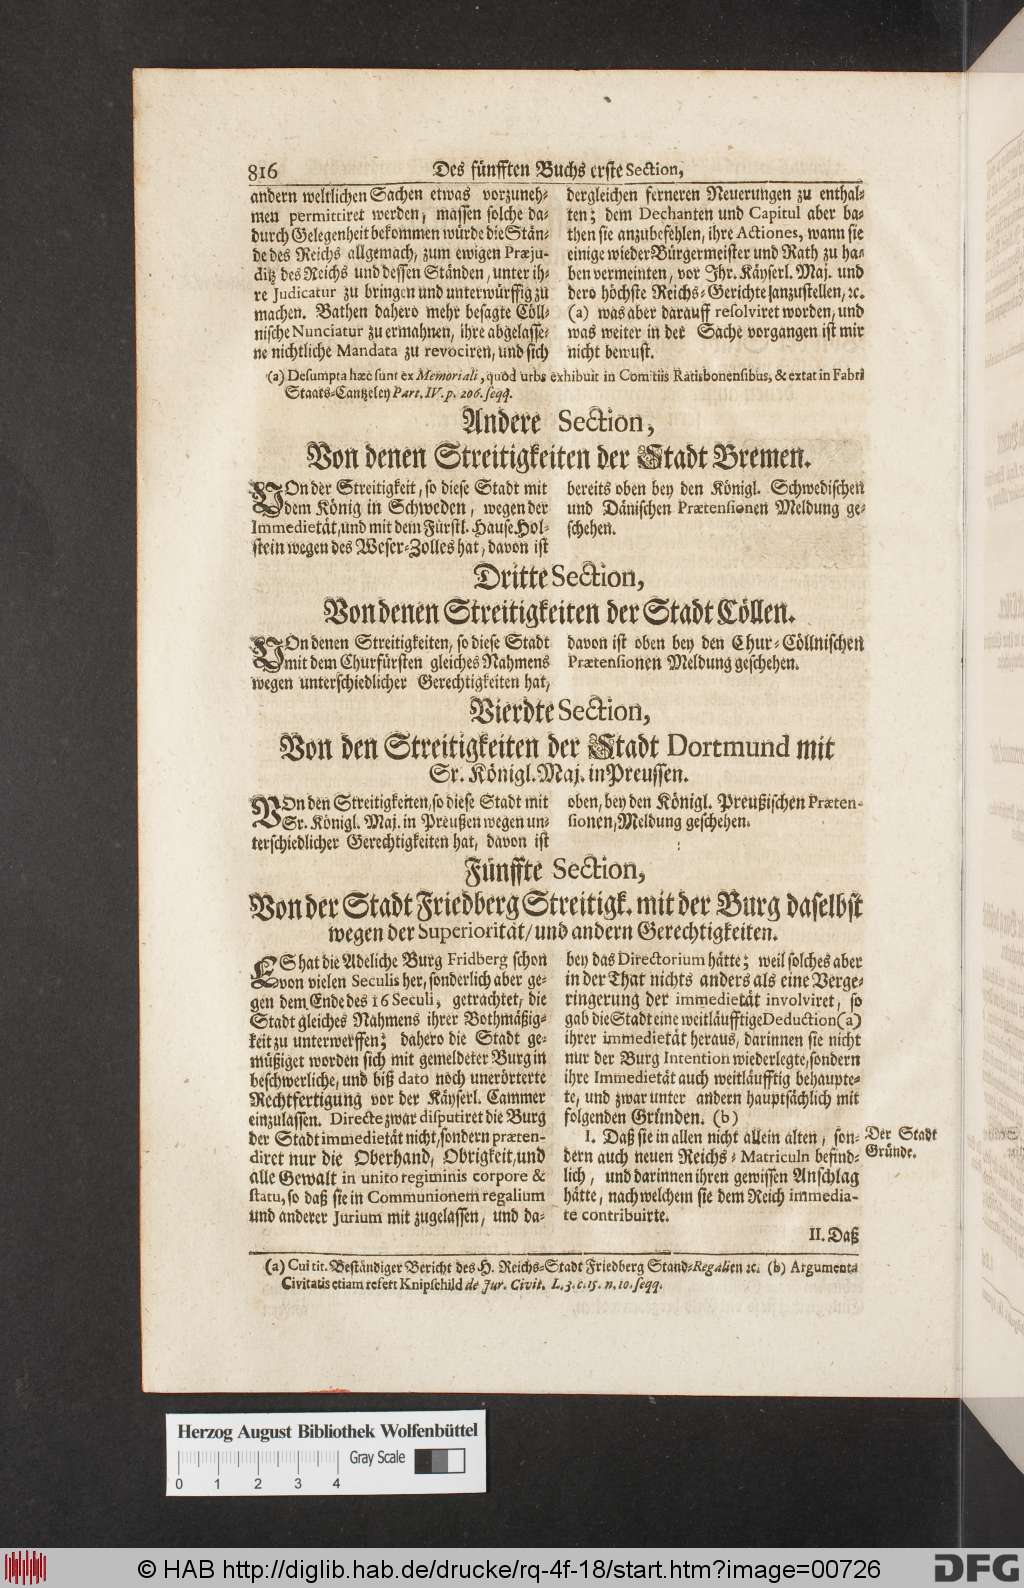 816 Des fünfften Buchs erste Section,
andern weltlichen Sachen etwas vorzuneh-
men permittiret werden, massen solche da-
durch Gelegenheit bekommen würde die Stän-
de des Reichs allgemach, zum ewigen Præju-
ditz des Reichs und dessen Ständen, unter ih-
re Judicatur zu bringen und unterwürffig zu
machen. Bathen dahero mehr besagte Cöll-
nische Nunciatur zu ermahnen, ihre abgelasse-
ne nichtliche Mandata zu revociren, und sich
dergleichen ferneren Neuerungen zu enthal-
ten; dem Dechanten und Capitul aber ba-
then sie anzubefehlen, ihre Actiones, wann sie
einige wieder Bürgermeister und Rath zu ha-
ben vermeinten, vor Ihr. Käyserl. Maj. und
dero höchste Reichs-Gerichte anzustellen, ꝛc.
(a) was aber darauff resolviret worden, und
was weiter in der Sache vorgangen ist mir
nicht bewust.
(a) Desumpta hæc sunt ex Memoriali, quod urbs exhibuit in Comitiis Ratisbonensibus, & extat in Fabri
Staats-Cantzeley Part. IV. p. 206. seqq.
Andere Section,
Von denen Streitigkeiten der Stadt Bremen.
VOn der Streitigkeit, so diese Stadt mit
dem König in Schweden, wegen der
Immedietät, und mit dem Fürstl. Hause Hol-
stein wegen des Weser-Zolles hat, davon ist
bereits oben bey den Königl. Schwedischen
und Dänischen Prætensionen Meldung ge-
schehen.
Dritte Section,
Von denen Streitigkeiten der Stadt Cöllen.
VOn denen Streitigkeiten, so diese Stadt
mit dem Churfürsten gleiches Nahmens
wegen unterschiedlicher Gerechtigkeiten hat,
davon ist oben bey den Chur-Cöllnischen
Prætensionen Meldung geschehen.
Vierdte Section,
Von den Streitigkeiten der Stadt Dortmund mit
Sr. Königl. Maj. in Preussen.
VOn den Streitigkeiten, so diese Stadt mit
Sr. Königl. Maj. in Preußen wegen un-
terschiedlicher Gerechtigkeiten hat, davon ist
oben, bey den Königl. Preußischen Præten-
sionen, Meldung geschehen.
Fünffte Section,
Von der Stadt Friedberg Streitigk. mit der Burg daselbst
wegen der Superiorität/ und andern Gerechtigkeiten.
ES hat die Adeliche Burg Fridberg schon
von vielen Seculis her, sonderlich aber ge-
gen dem Ende des 16 Seculi, getrachtet, die
Stadt gleiches Nahmens ihrer Bothmäßig-
keit zu unterwerffen; dahero die Stadt ge-
müßiget worden sich mit gemeldeter Burg in
beschwerliche, und biß dato noch unerörterte
Rechtfertigung vor der Käyserl. Cammer
einzulassen. Directe zwar disputiret die Burg
der Stadt immedietät nicht, sondern præten-
diret nur die Oberhand, Obrigkeit, und
alle Gewalt in unito regiminis corpore &
statu, so daß sie in Communionem regalium
und anderer Jurium mit zugelassen, und da-
bey das Directorium hätte; weil solches aber
in der That nichts anders als eine Verge-
ringerung der immedietät involviret, so
gab die Stadt eine weitläufftige Deduction (a)
ihrer immedietät heraus, darinnen sie nicht
nur der Burg Intention wiederlegte, sondern
ihre Immedietät auch weitläufftig behaupte-
te, und zwar unter andern hauptsächlich mit
folgenden Gründen. (b)
I. Daß sie in allen nicht allein alten, son-
dern auch neuen Reichs-Matriculn befind-
lich, und darinnen ihren gewissen Anschlag
hätte, nach welchem sie dem Reich immedia-
te contribuirte.
Der Stadt
Gründe.
II. Daß
(a) Cui tit. Beständiger Bericht des H. Reichs-Stadt Friedberg Stand-Regalien ꝛc. (b) Argumenta
Civitatis etiam refert Knipschild de Jur. Civit. L. 3. c. 15. n. 10. seqq.
Herzog August Bibliothek Wolfenbüttel
Gray Scale
0 1 2 3 4
© HAB http://diglib.hab.de/drucke/rq-4f-18/start.htm?image=00726
DFG